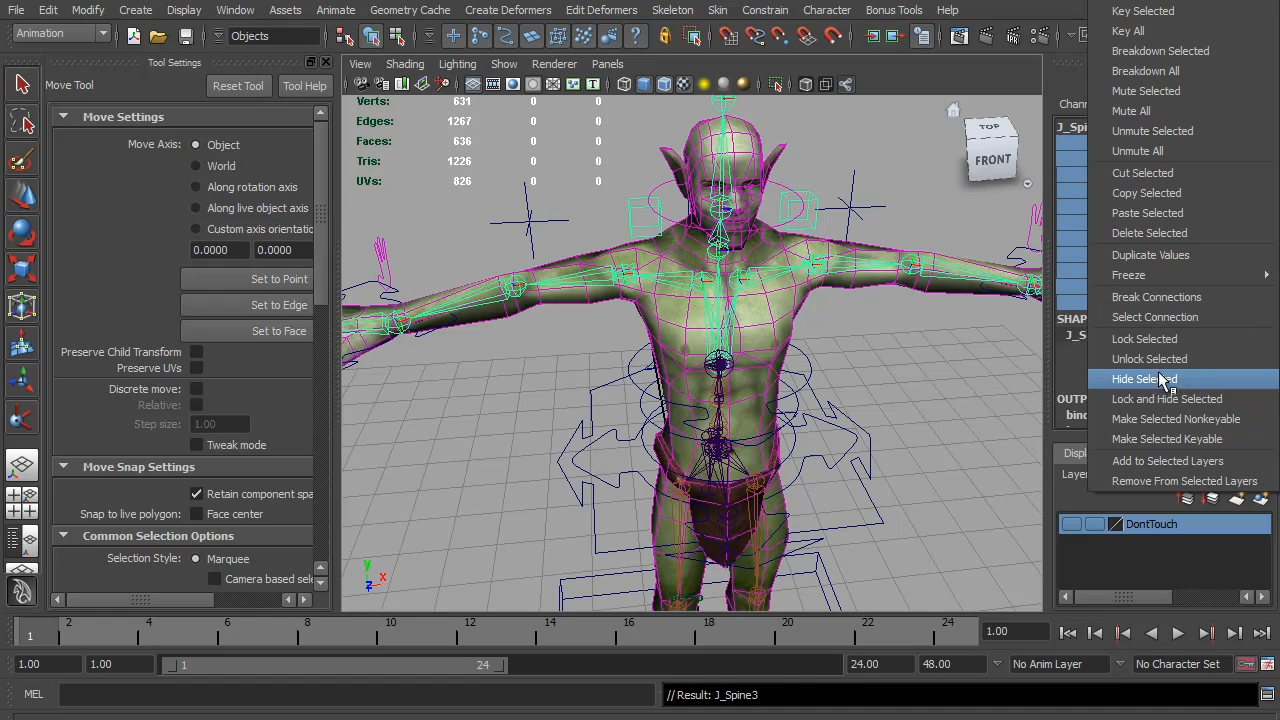 File Edit Modify Create Display Window Assets Animate Geometry Cache Create Deformers Edit Deformers Skeleton Skin Constrain Character Bonus Tools Help
Animation Objects
Tool Settings
Move Tool Reset Tool Tool Help
Move Settings
Move Axis: Object
World
Along rotation axis
Along live object axis
Custom axis orientatio
0.0000 0.0000
Set to Point
Set to Edge
Set to Face
Preserve Child Transform
Preserve UVs
Discrete move:
Relative:
Step size: 1.00
Tweak mode
Move Snap Settings
Retain component spa
Snap to live polygon: Face center
Common Selection Options
Selection Style: Marquee
Camera based sele
View Shading Lighting Show Renderer Panels
Verts: 631 0 0
Edges: 1267 0 0
Faces: 636 0 0
Tris: 1226 0 0
UVs: 826 0 0
TOP
FRONT
y
x
z
Chann
J_Spi
SHAP
J_S
OUTP
bin
Displ
Layer
DontTouch
Key Selected
Key All
Breakdown Selected
Breakdown All
Mute Selected
Mute All
Unmute Selected
Unmute All
Cut Selected
Copy Selected
Paste Selected
Delete Selected
Duplicate Values
Freeze
Break Connections
Select Connection
Lock Selected
Unlock Selected
Hide Selected
Lock and Hide Selected
Make Selected Nonkeyable
Make Selected Keyable
Add to Selected Layers
Remove From Selected Layers
1 2 4 6 8 10 12 14 16 18 20 22 24 1.00
1.00 1.00 1 24 24.00 48.00 No Anim Layer No Character Set
MEL // Result: J_Spine3